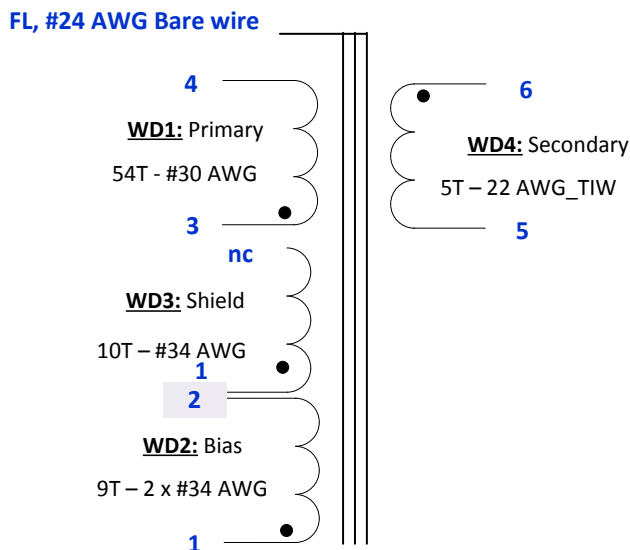 FL, #24 AWG Bare wire
4
WD1: Primary
54T - #30 AWG
3
nc
WD3: Shield
10T – #34 AWG
1
2
WD2: Bias
9T – 2 x #34 AWG
1
6
WD4: Secondary
5T – 22 AWG_TIW
5